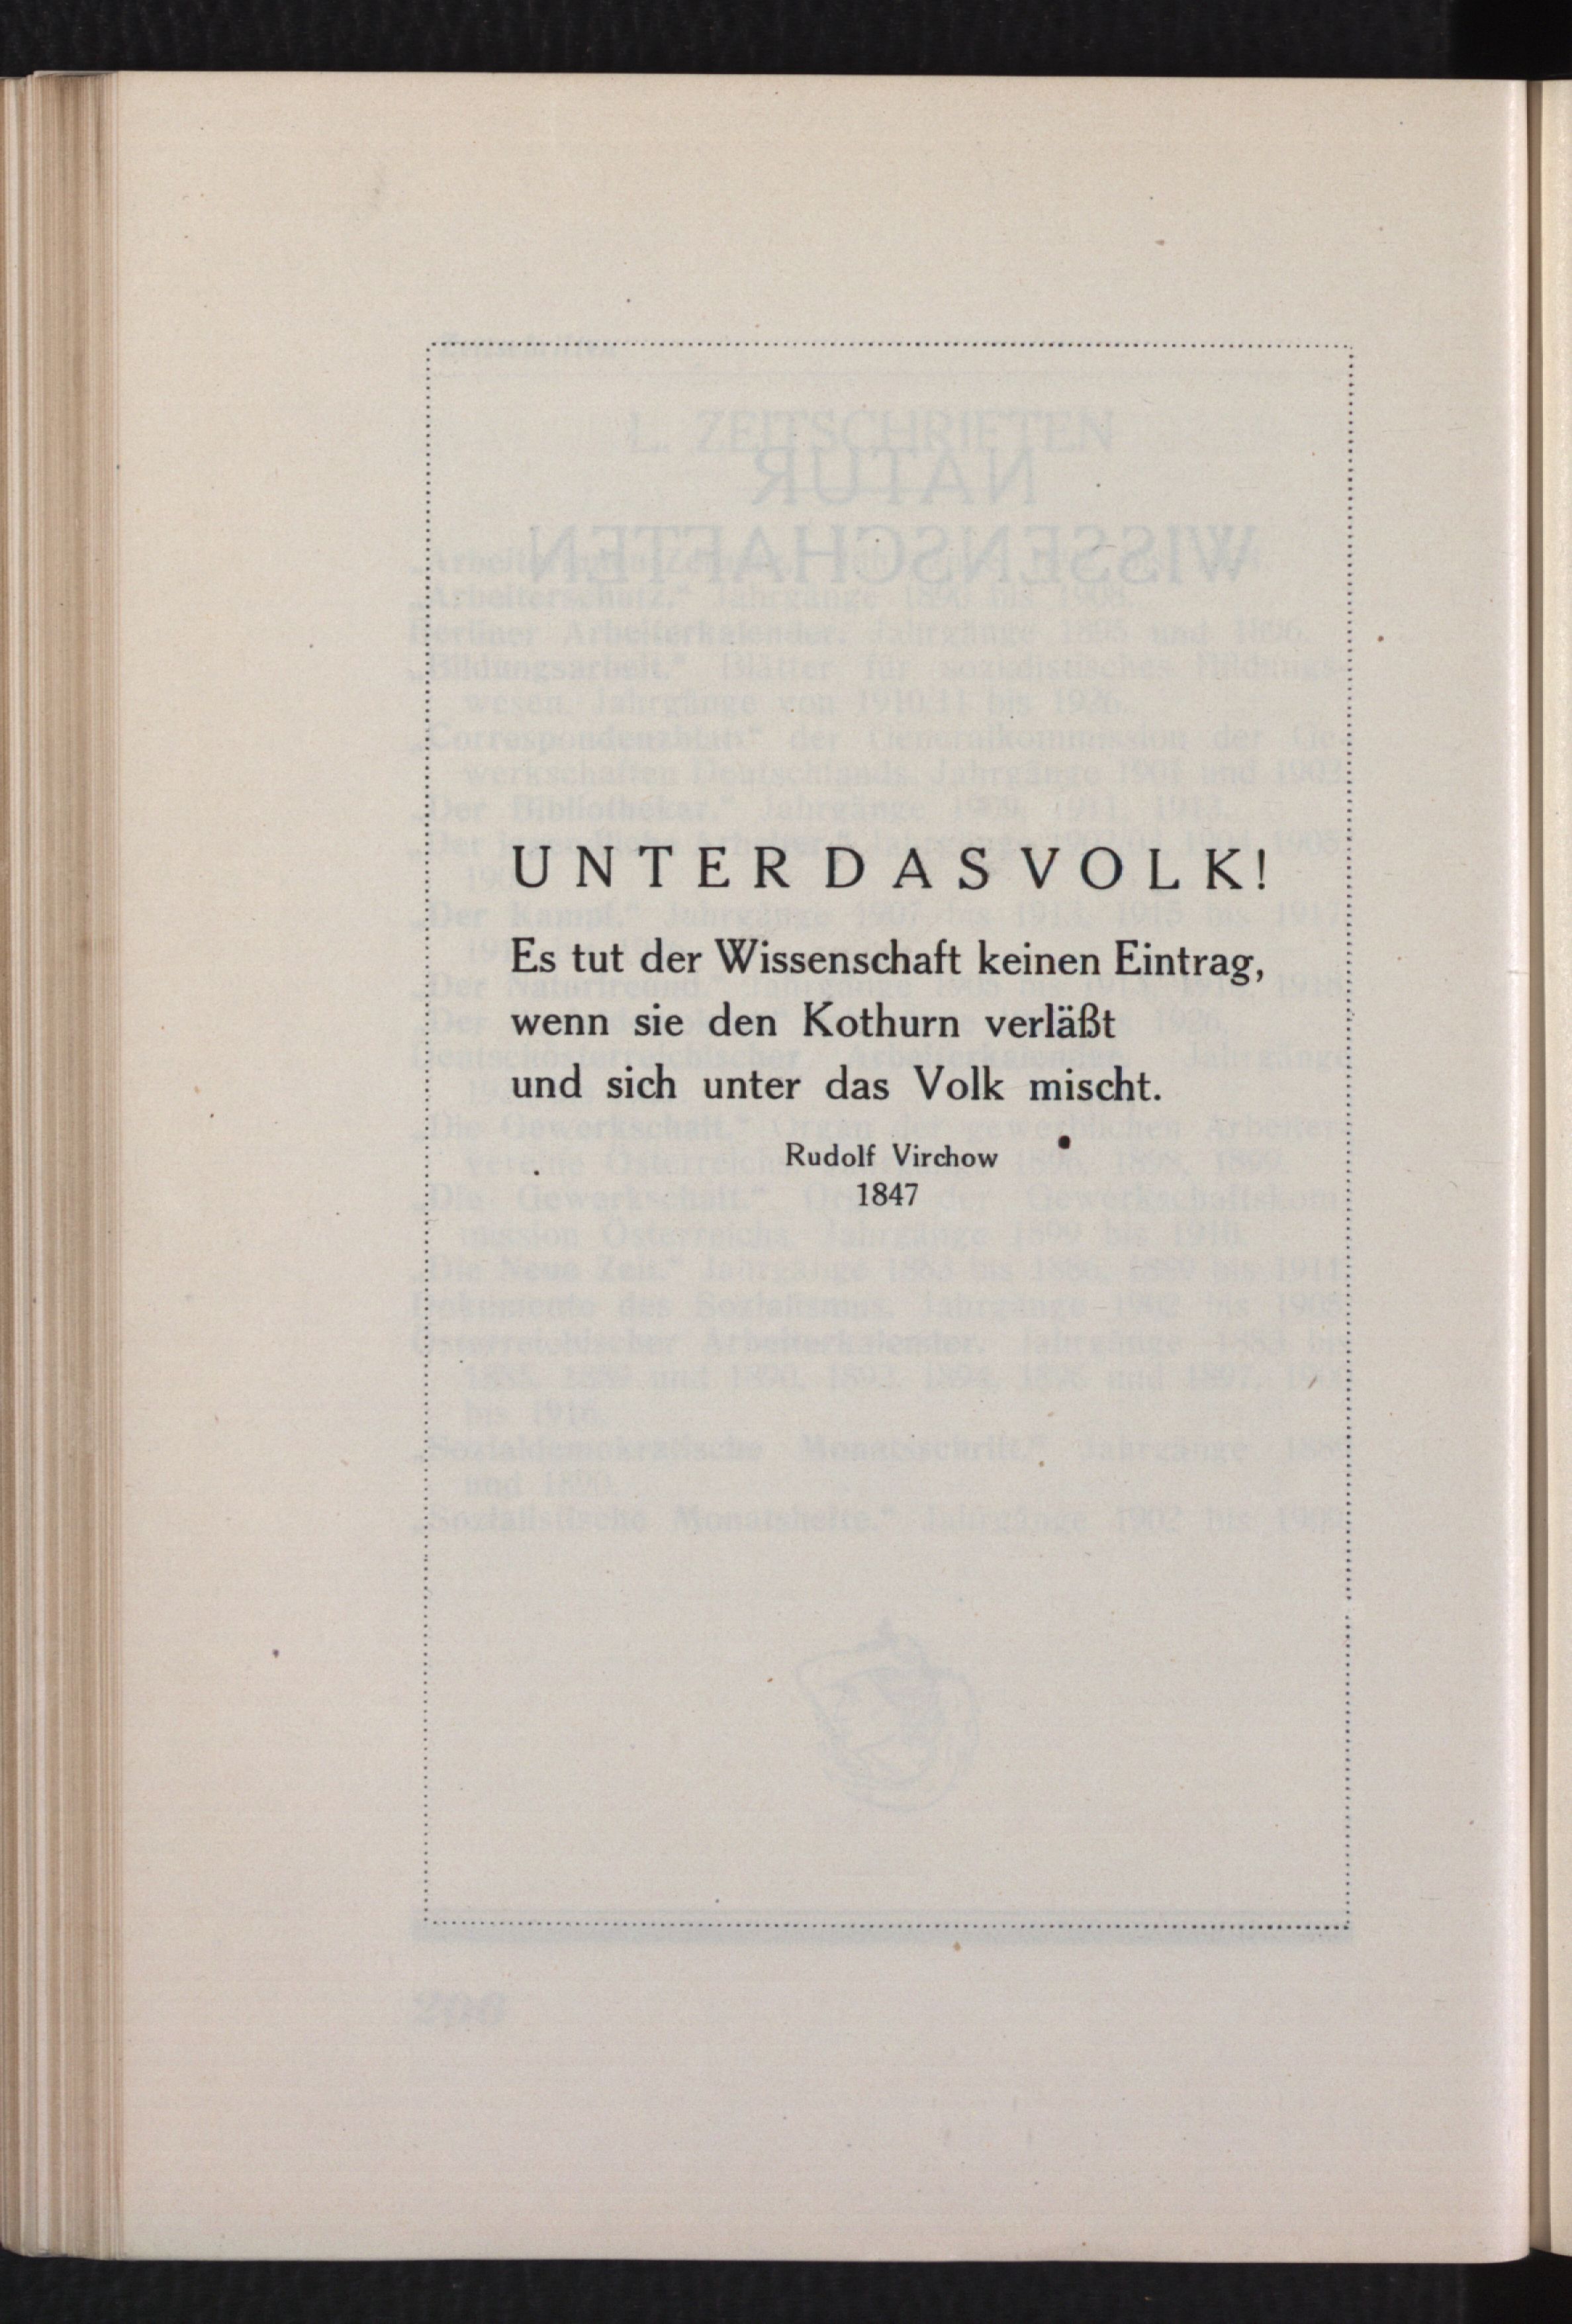 UNTER DAS VOLK!
Es tut der Wissenschaft keinen Eintrag,
wenn sie den Kothurn verläßt
und sich unter das Volk mischt.
Rudolf Virchow
1847